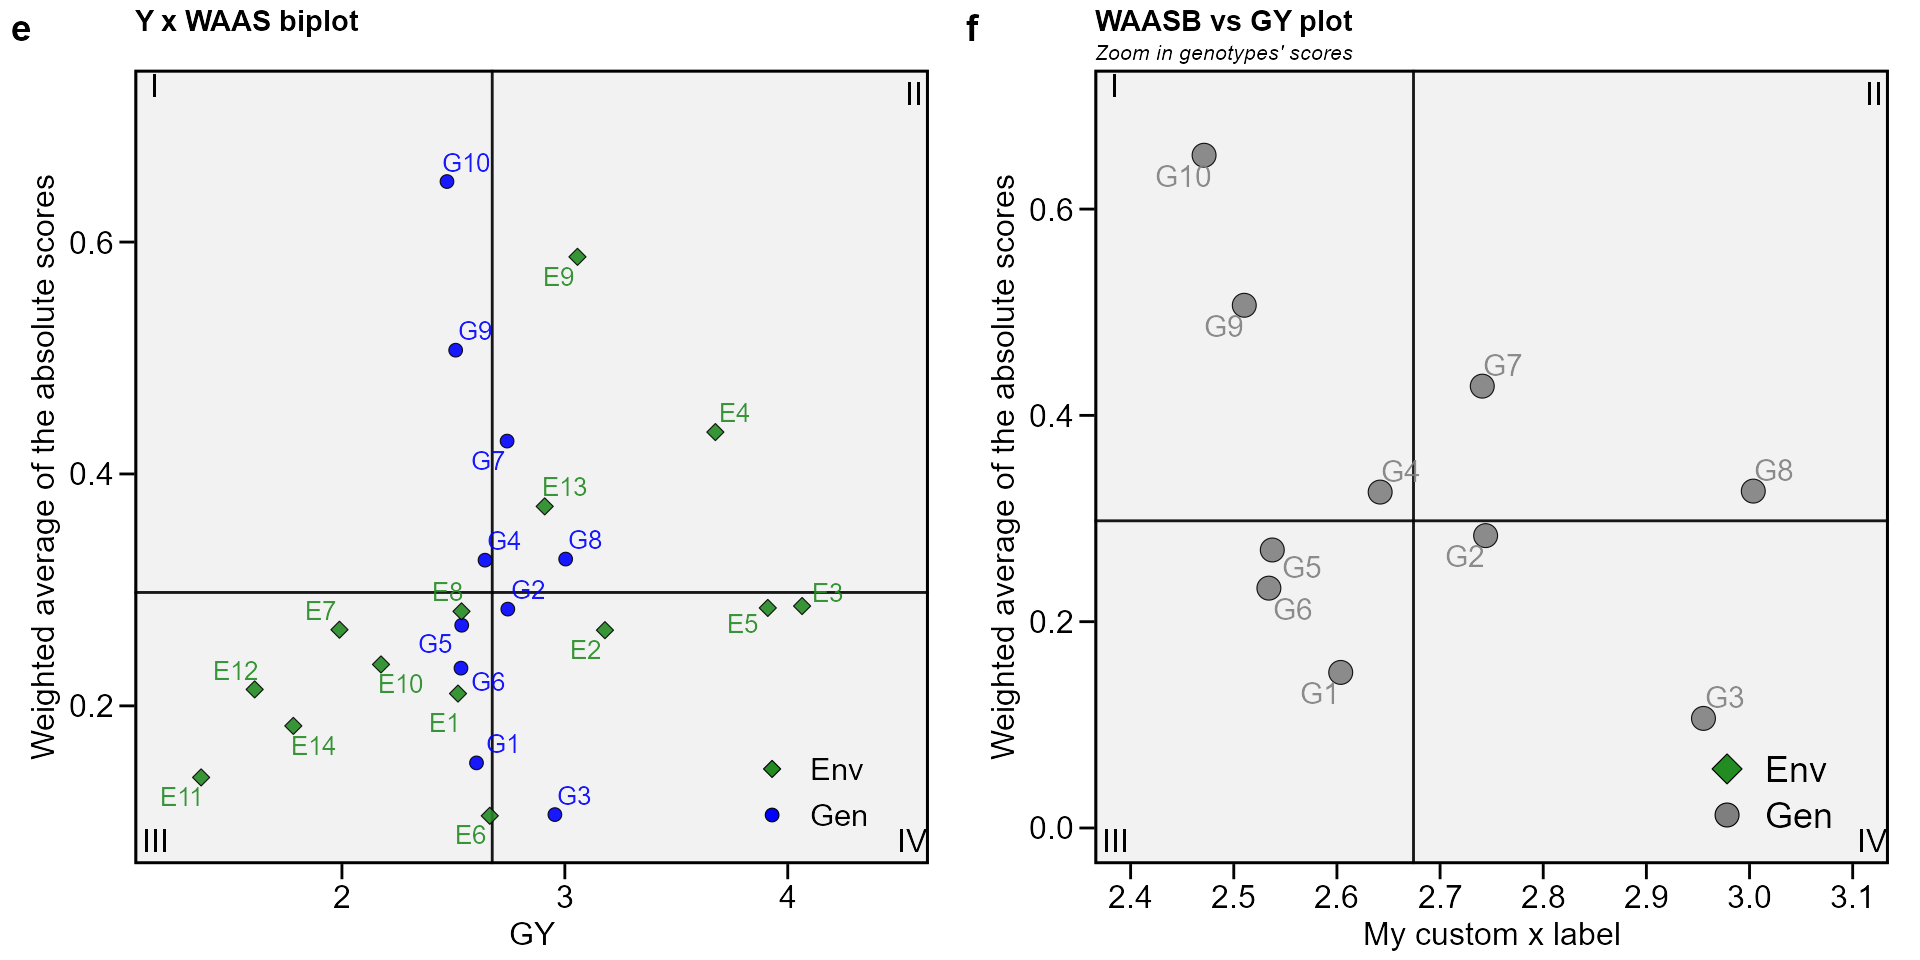 e
Y x WAAS biplot
I
II
G10
0.6
E9
G9
E4
G7
0.4
E13
G4
G8
E8
G2
E3
E7
G5
E2
E5
E12
E10
G6
0.2
E1
E14
G1
E11
G3
E6
Env
Gen
III
IV
2
3
4
GY
Weighted average of the absolute scores
f
WAASB vs GY plot
Zoom in genotypes' scores
I
II
G10
0.6
G9
G7
0.4
G4
G8
G2
G5
G6
0.2
G1
G3
Env
Gen
0.0
III
IV
2.4
2.5
2.6
2.7
2.8
2.9
3.0
3.1
My custom x label
Weighted average of the absolute scores